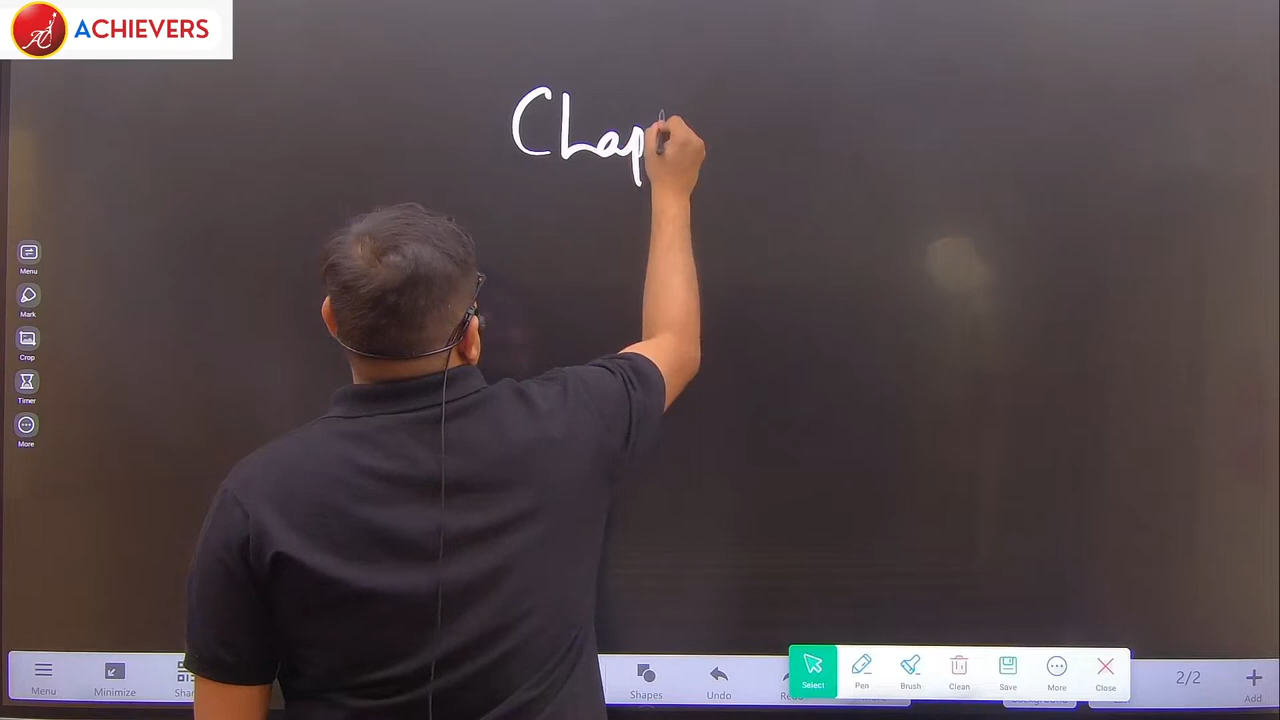 ACHIEVERS
Chap
Menu
Mark
Crop
Timer
More
Menu
Minimize
Shapes
Undo
Select
Pen
Brush
Clean
Save
More
Close
2/2
Add